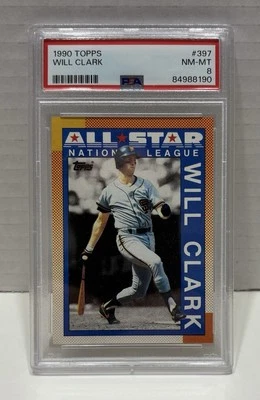 1990 TOPPS #397
WILL CLARK NM-MT
PSA 8
84988190
ALL STAR
NATIONAL LEAGUE
Topps
WILL CLARK